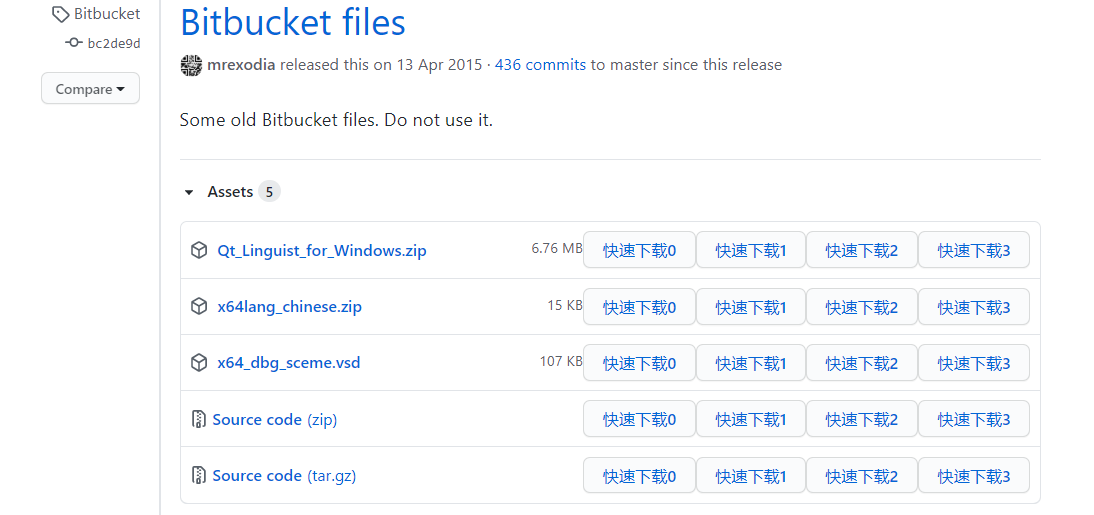 Bitbucket
bc2de9d
Compare
Bitbucket files
mrexodia released this on 13 Apr 2015 · 436 commits to master since this release
Some old Bitbucket files. Do not use it.
Assets 5
Qt_Linguist_for_Windows.zip 6.76 MB 快速下载0 快速下载1 快速下载2 快速下载3
x64lang_chinese.zip 15 KB 快速下载0 快速下载1 快速下载2 快速下载3
x64_dbg_sceme.vsd 107 KB 快速下载0 快速下载1 快速下载2 快速下载3
Source code (zip) 快速下载0 快速下载1 快速下载2 快速下载3
Source code (tar.gz) 快速下载0 快速下载1 快速下载2 快速下载3